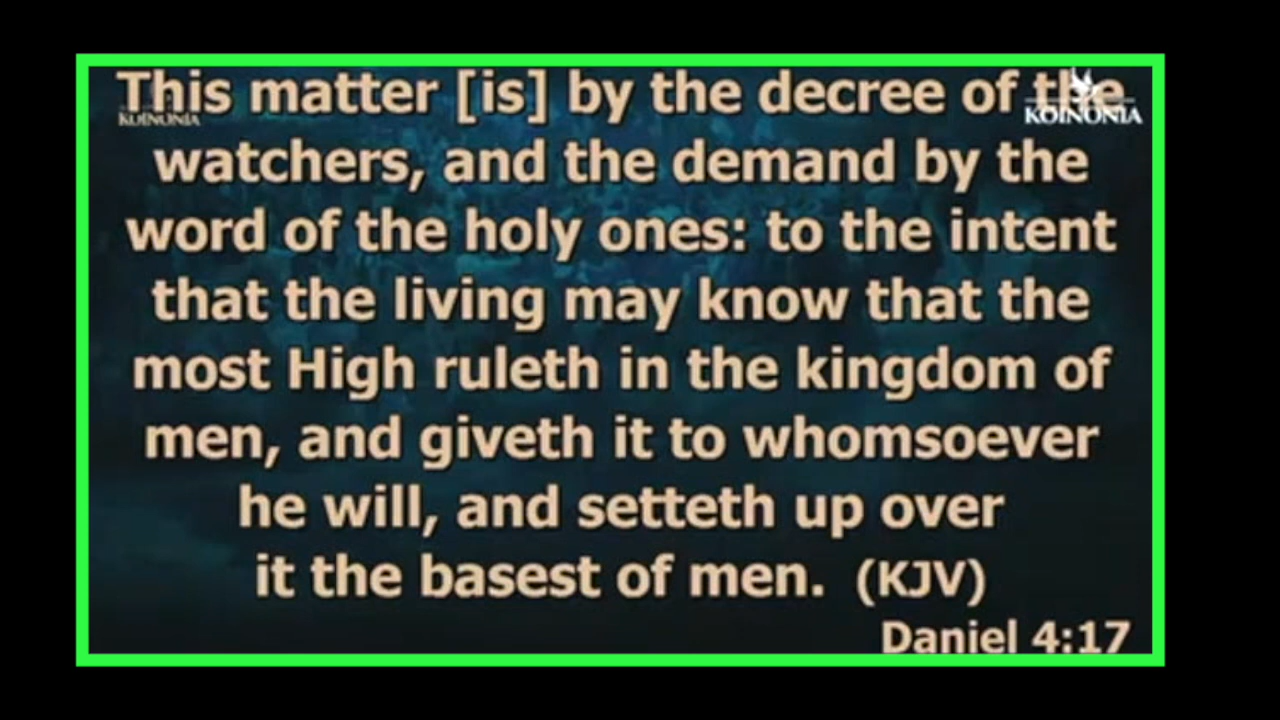 This matter [is] by the decree of the
KOINONIA
KOINONIA
watchers, and the demand by the
word of the holy ones: to the intent
that the living may know that the
most High ruleth in the kingdom of
men, and giveth it to whomsoever
he will, and setteth up over
it the basest of men. (KJV)
Daniel 4:17